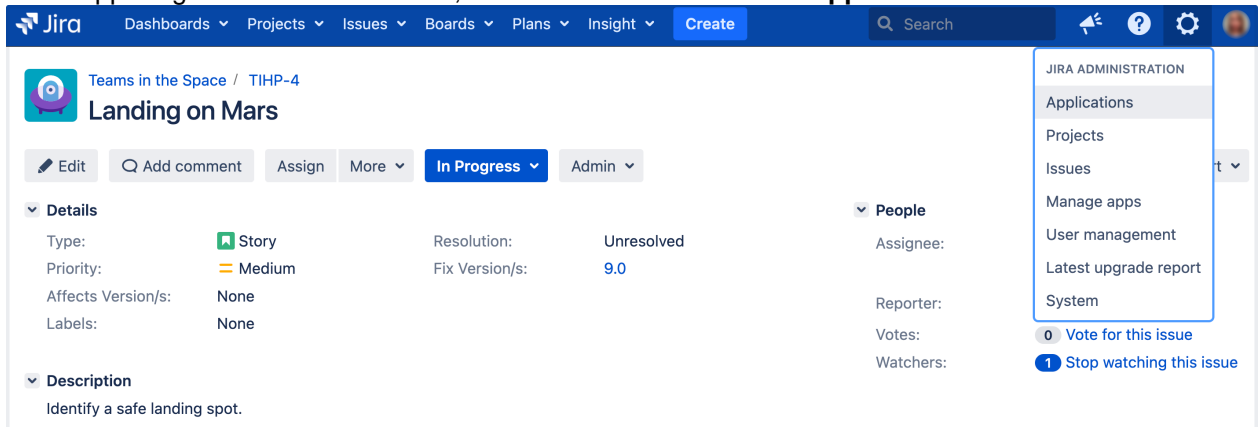 Jira Dashboards Projects Issues Boards Plans Insight Create Search
JIRA ADMINISTRATION
Applications
Projects
Issues
Manage apps
User management
Latest upgrade report
System
Teams in the Space / TIHP-4
Landing on Mars
Edit Add comment Assign More In Progress Admin
Details
Type: Story
Priority: Medium
Affects Version/s: None
Labels: None
Resolution: Unresolved
Fix Version/s: 9.0
People
Assignee:
Reporter:
Votes: 0 Vote for this issue
Watchers: 1 Stop watching this issue
Description
Identify a safe landing spot.